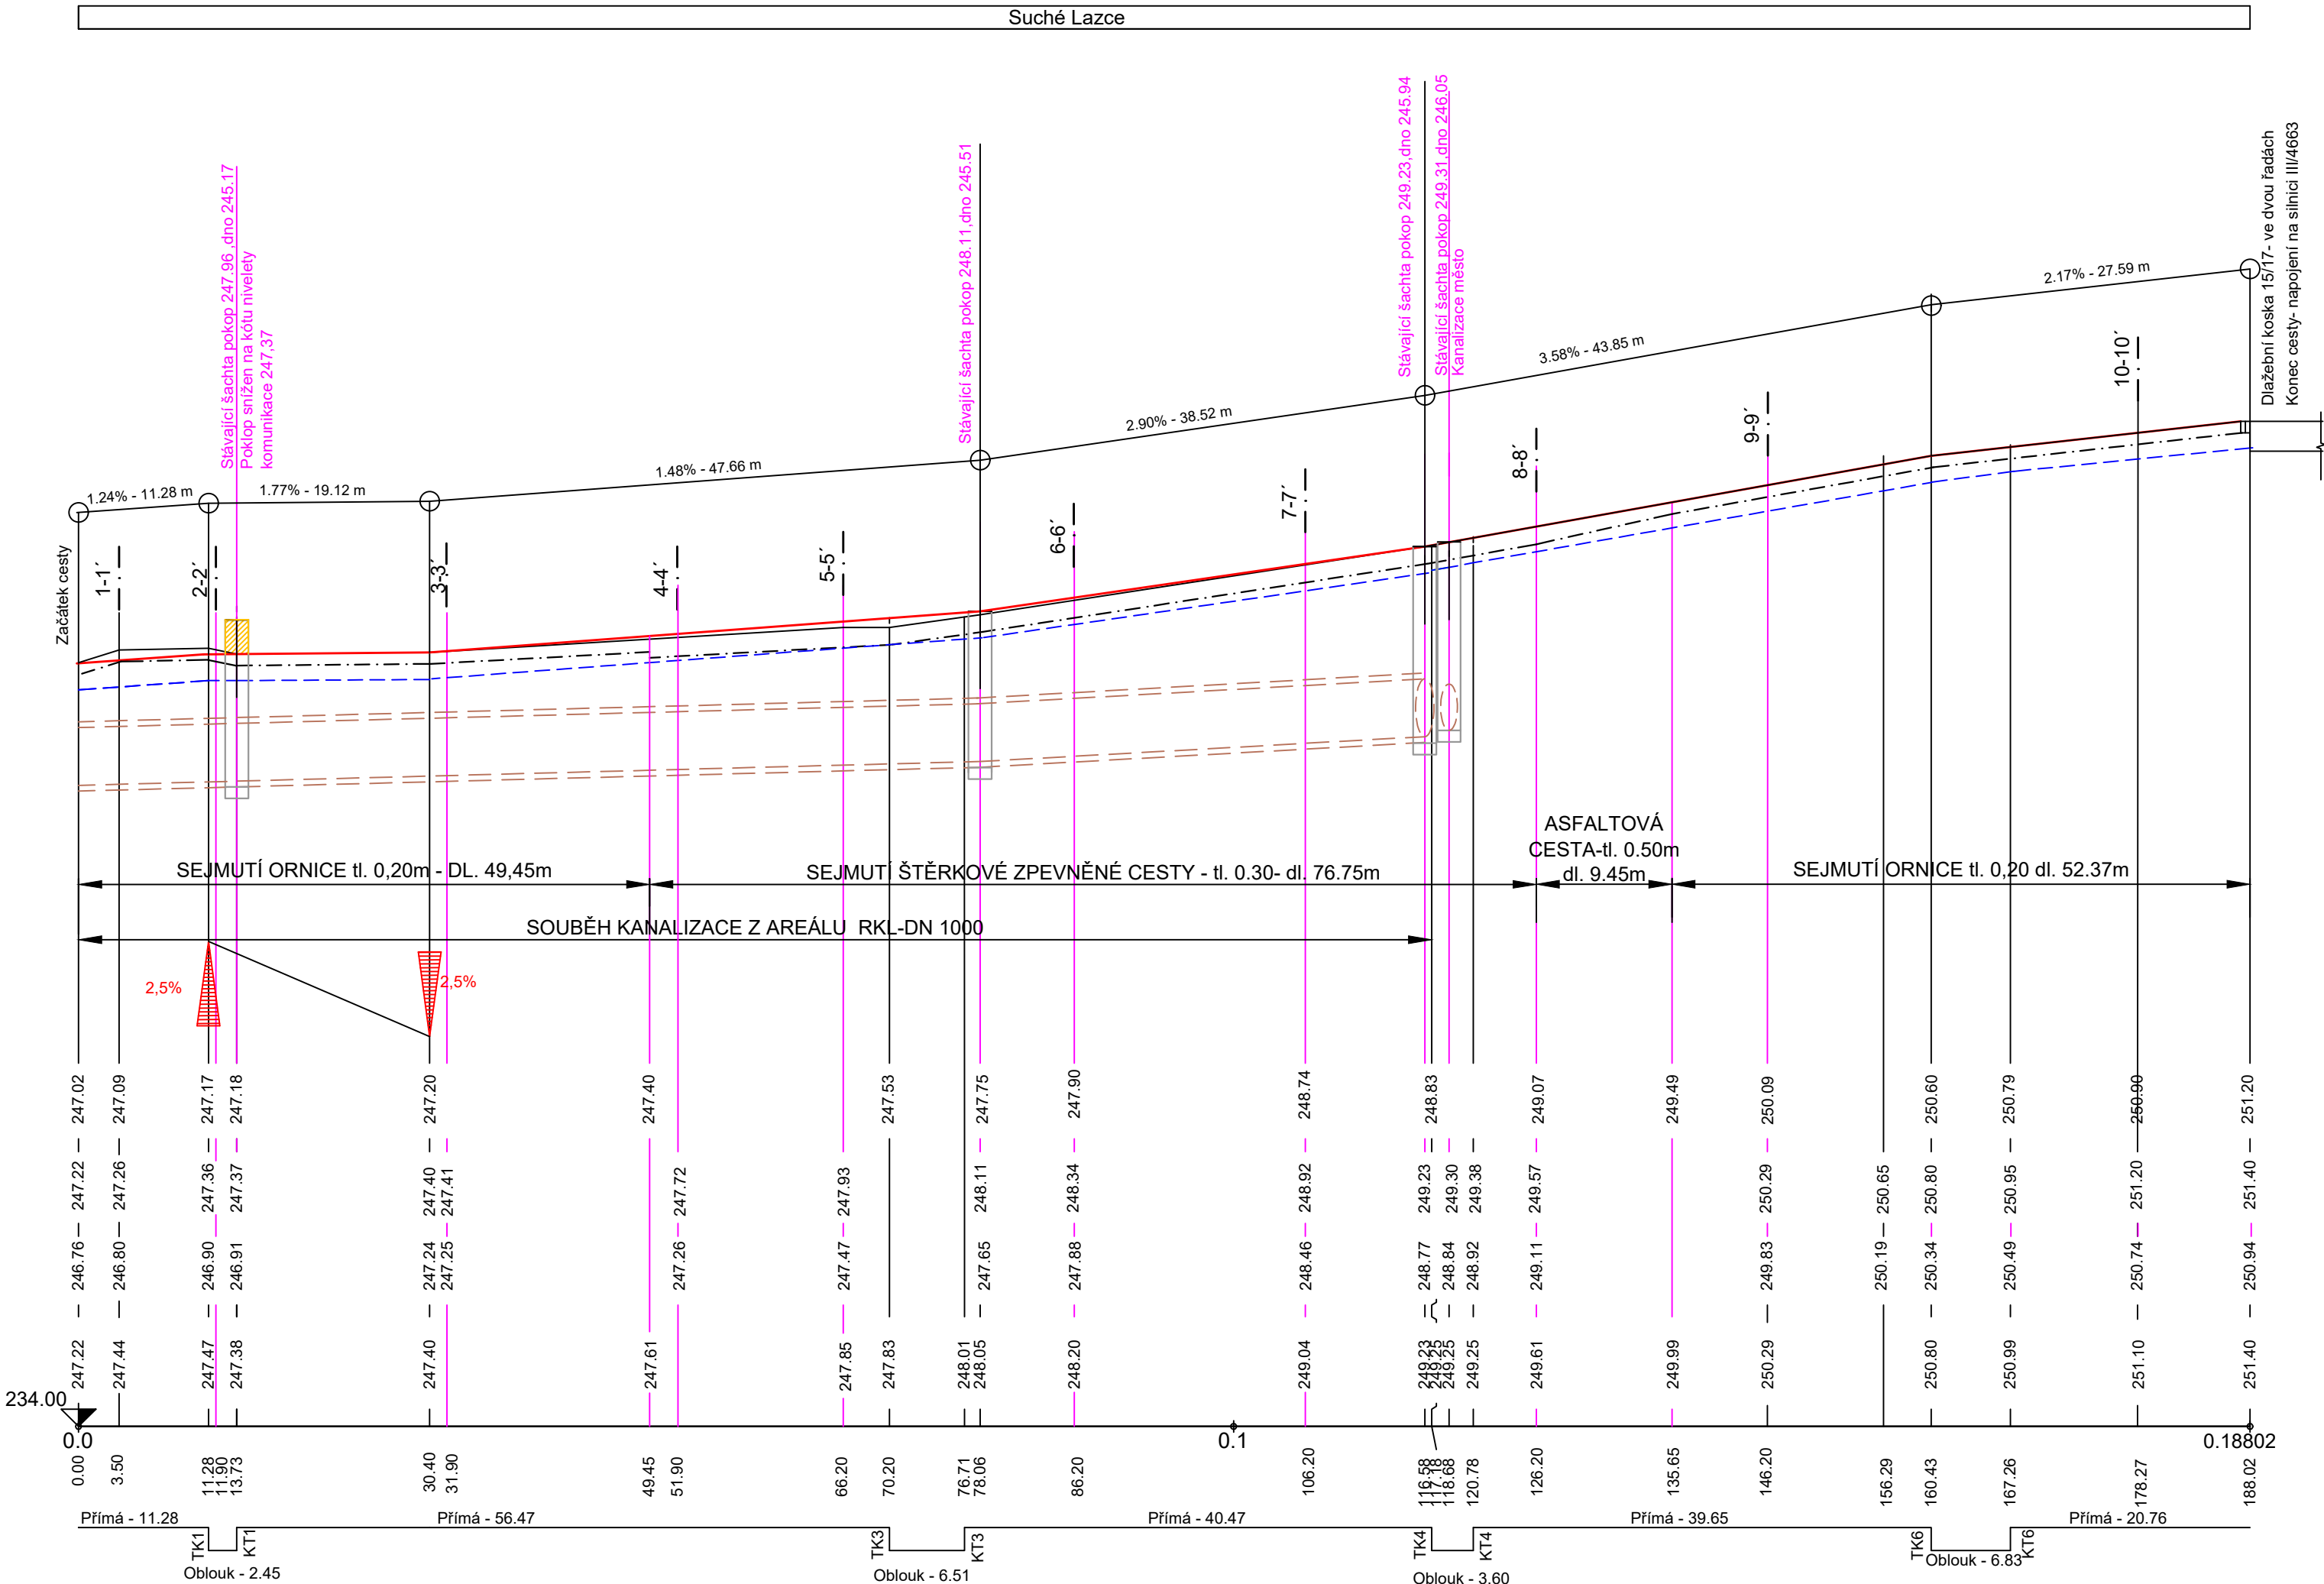 Suché Lazce
Stávající šachta pokop 247.96 ,dno 245.17
Poklop snížen na kótu nivelety
komunikace 247,37
Stávající šachta pokop 248.11,dno 245.51
Stávající šachta pokop 249.23,dno 245.94
Stávající šachta pokop 249.31,dno 246.05
Kanalizace město
Dlažební koska 15/17- ve dvou řadách
Konec cesty- napojení na silnici III/4663
1.24% - 11.28 m
1.77% - 19.12 m
1.48% - 47.66 m
2.90% - 38.52 m
3.58% - 43.85 m
2.17% - 27.59 m
Začátek cesty
1-1´
2-2´
3-3´
4-4´
5-5´
6-6´
7-7´
8-8´
9-9´
10-10´
SEJMUTÍ ORNICE tl. 0,20m - DL. 49,45m
SEJMUTÍ ŠTĚRKOVÉ ZPEVNĚNÉ CESTY - tl. 0.30- dl. 76.75m
ASFALTOVÁ
CESTA-tl. 0.50m
dl. 9.45m
SEJMUTÍ ORNICE tl. 0,20 dl. 52.37m
SOUBĚH KANALIZACE Z AREÁLU RKL-DN 1000
2,5%
2,5%
247.02 247.09 247.17 247.18 247.20 247.40 247.53 247.75 247.90 248.74 248.83 249.07 249.49 250.09 250.60 250.79 250.90 251.20
247.22 247.26 247.36 247.37 247.40 247.41 247.72 247.93 248.11 248.34 248.92 249.23 249.30 249.38 249.57 250.29 250.65 250.80 250.95 251.20 251.40
246.76 246.80 246.90 246.91 247.24 247.25 247.26 247.47 247.65 247.88 248.46 248.77 248.84 248.92 249.11 249.83 250.19 250.34 250.49 250.74 250.94
247.22 247.44 247.47 247.38 247.40 247.61 247.85 247.83 248.01 248.05 248.20 249.04 249.23 249.25 249.25 249.25 249.61 249.99 250.29 250.80 250.99 251.10 251.40
234.00
0.0 0.1 0.18802
0.00 3.50 11.28 11.90 13.73 30.40 31.90 49.45 51.90 66.20 70.20 76.71 78.06 86.20 106.20 116.58 117.18 118.68 120.78 126.20 135.65 146.20 156.29 160.43 167.26 178.27 188.02
Přímá - 11.28
TK1
KT1
Oblouk - 2.45
Přímá - 56.47
TK3
KT3
Oblouk - 6.51
Přímá - 40.47
TK4
KT4
Oblouk - 3.60
Přímá - 39.65
TK6
KT6
Oblouk - 6.83
Přímá - 20.76